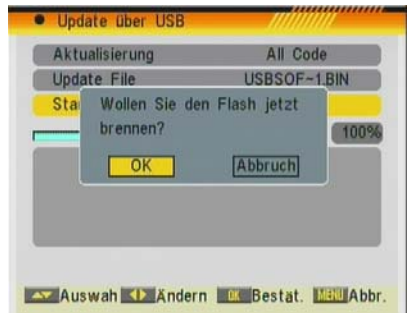 Update über USB
Aktualisierung All Code
Update File USBSOF~1.BIN
Sta
Wollen Sie den Flash jetzt
brennen?
100%
OK Abbruch
Auswah Ändern OK Bestät. MENU Abbr.